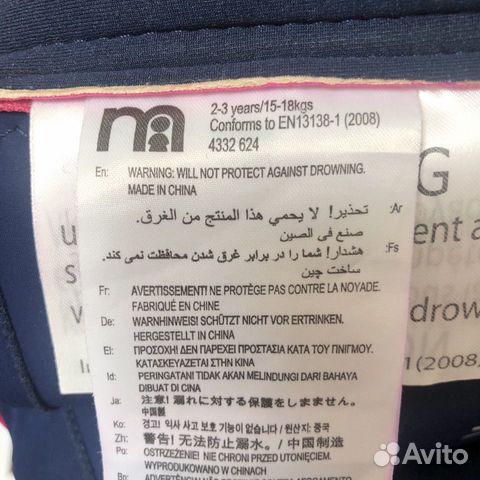 2-3 years/15-18kgs
Conforms to EN13138-1 (2008)
4332 624
En: WARNING: WILL NOT PROTECT AGAINST DROWNING.
MADE IN CHINA
Ar: تحذير! لا يحمي هذا المنتج من الغرق.
صنع في الصين
Fs: هشدار! شما را در برابر غرق شدن محافظت نمی کند.
ساخت چین
Fr: AVERTISSEMENT! NE PROTÈGE PAS CONTRE LA NOYADE.
FABRIQUÉ EN CHINE
De: WARNHINWEIS! SCHÜTZT NICHT VOR ERTRINKEN.
HERGESTELLT IN CHINA
El: ΠΡΟΣΟΧΗ! ΔΕΝ ΠΑΡΕΧΕΙ ΠΡΟΣΤΑΣΙΑ ΚΑΤΑ ΤΟΥ ΠΝΙΓΜΟΥ.
ΚΑΤΑΣΚΕΥΑΖΕΤΑΙ ΣΤΗΝ ΚΙΝΑ
Id: PERINGATAN! TIDAK AKAN MELINDUNGI DARI BAHAYA
DIBUAT DI CINA
Ja: 注意! 溺れに対する保護をしません。
中国製
Ko: 경고! 익사 사고 보호 기능이 없습니다 / 원산지: 중국
Zh: 警告! 无法防止溺水。/ 中国制造
Po: OSTRZEŻENIE! NIE CHRONI PRZED UTONIĘCIEM.
WYPRODUKOWANO W CHINACH
G
ent a
drow
1(2008)
Avito